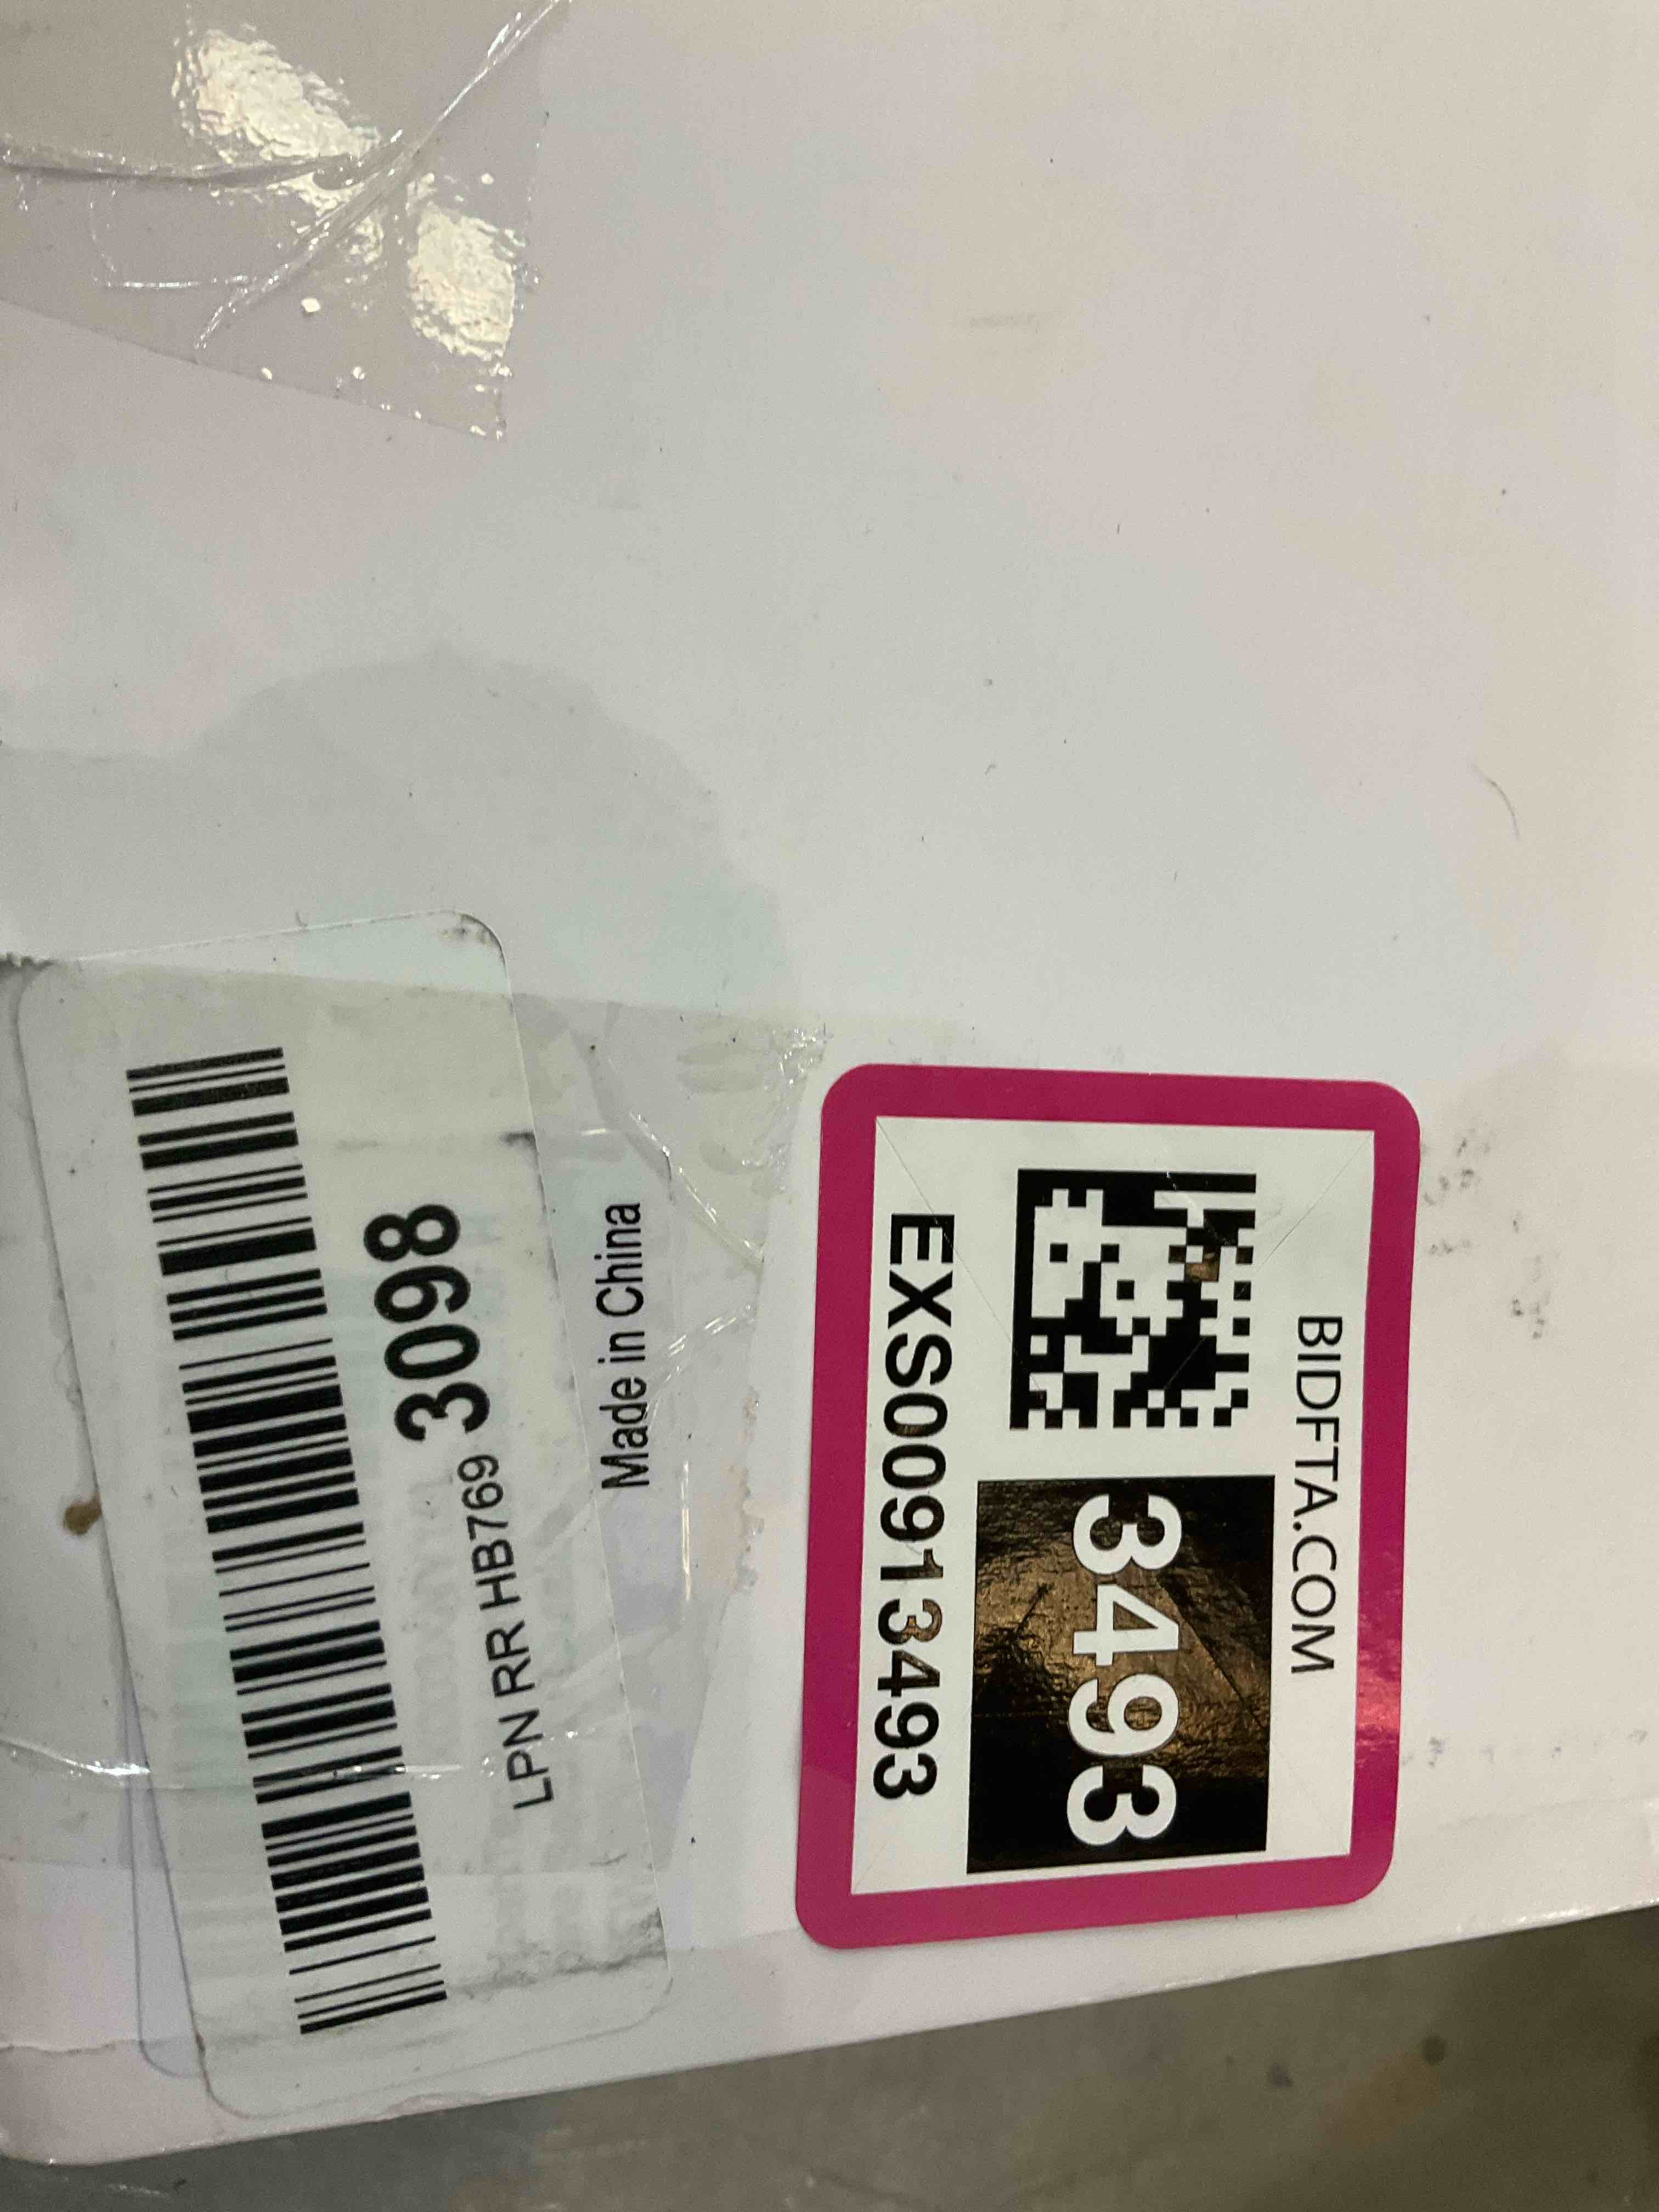 LPN RR HB769 3098
Made in China
BIDFTA.COM
3493
EXS00913493